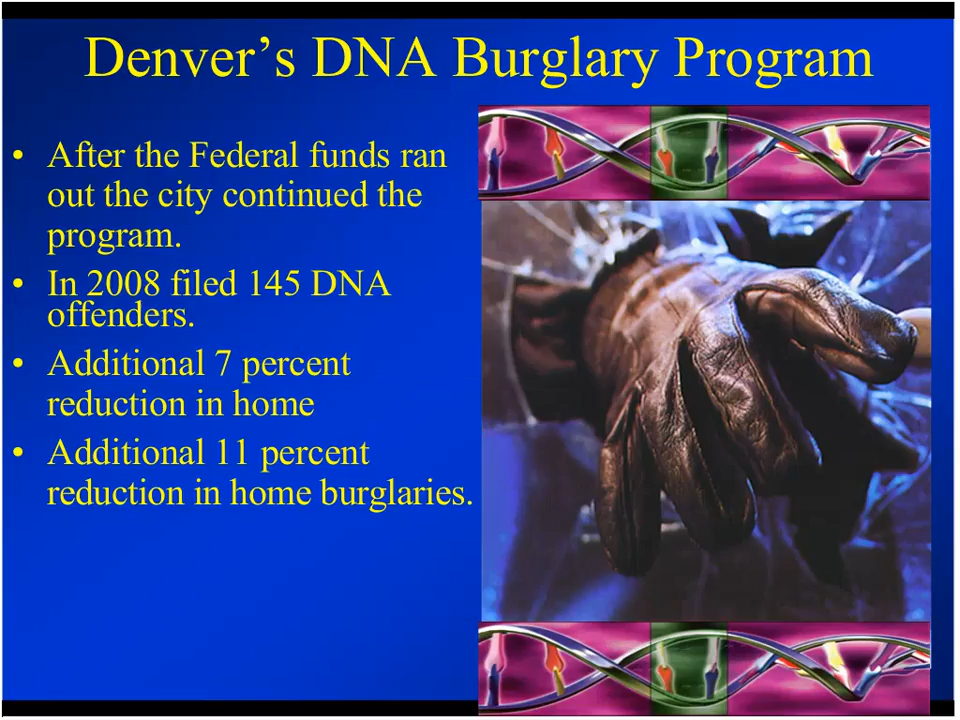 Denver’s DNA Burglary Program
• After the Federal funds ran
out the city continued the
program.
• In 2008 filed 145 DNA
offenders.
• Additional 7 percent
reduction in home
• Additional 11 percent
reduction in home burglaries.